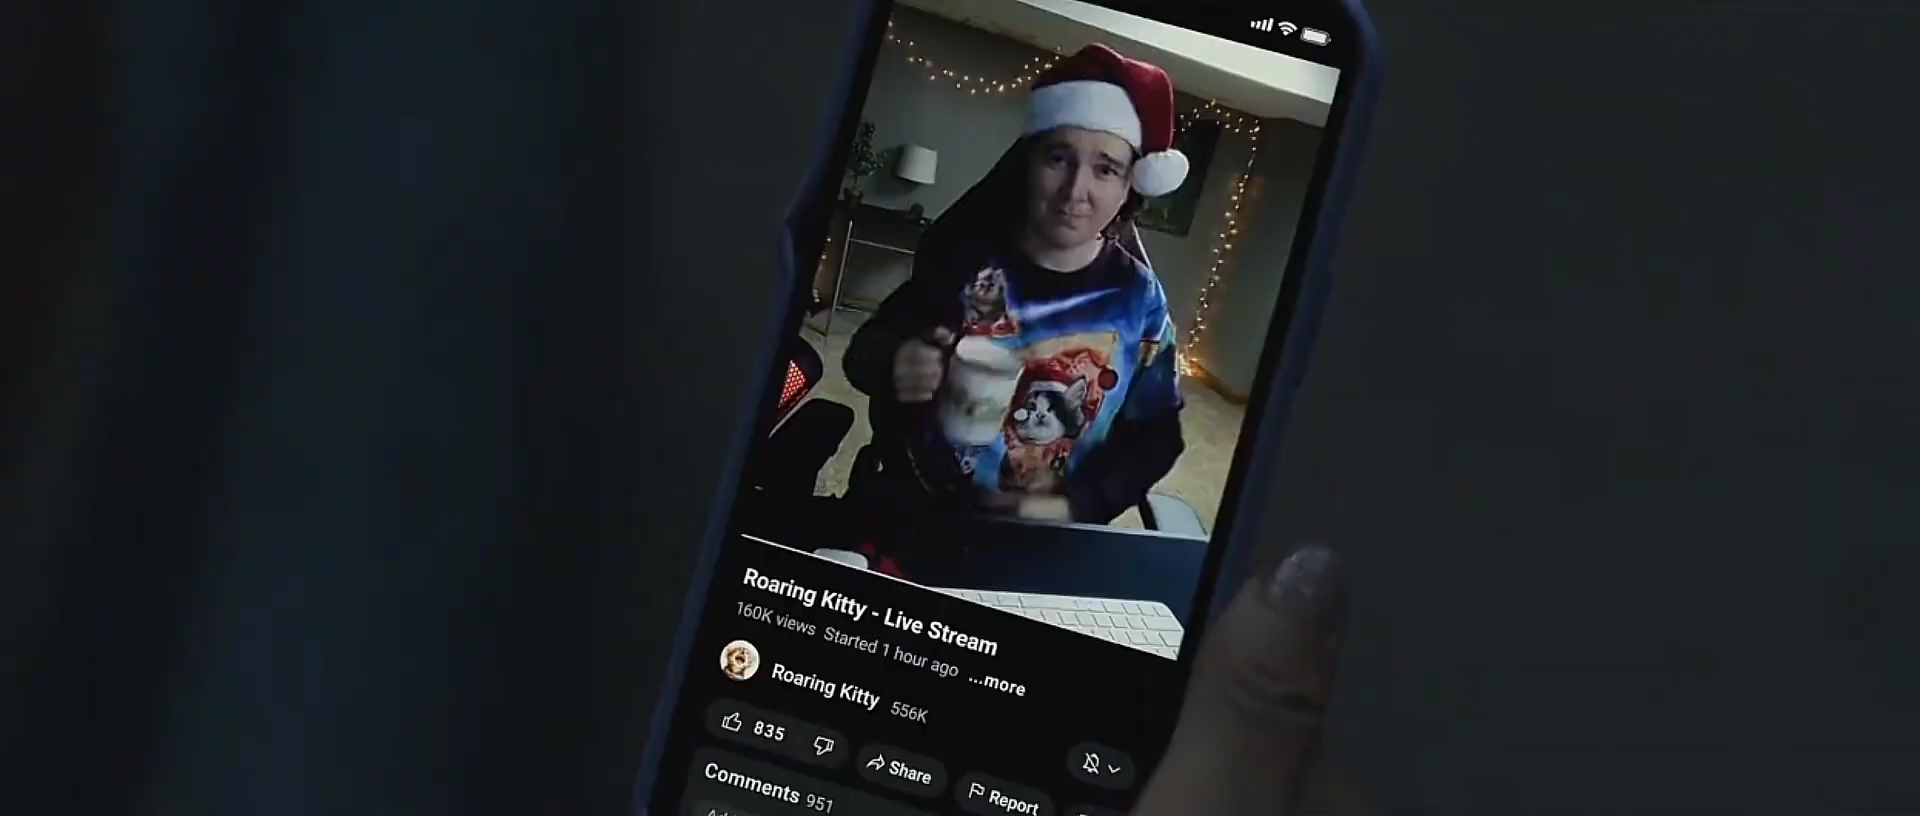 Roaring Kitty - Live Stream
160K views Started 1 hour ago ...more
Roaring Kitty 556K
835
Share
Report
Comments 951